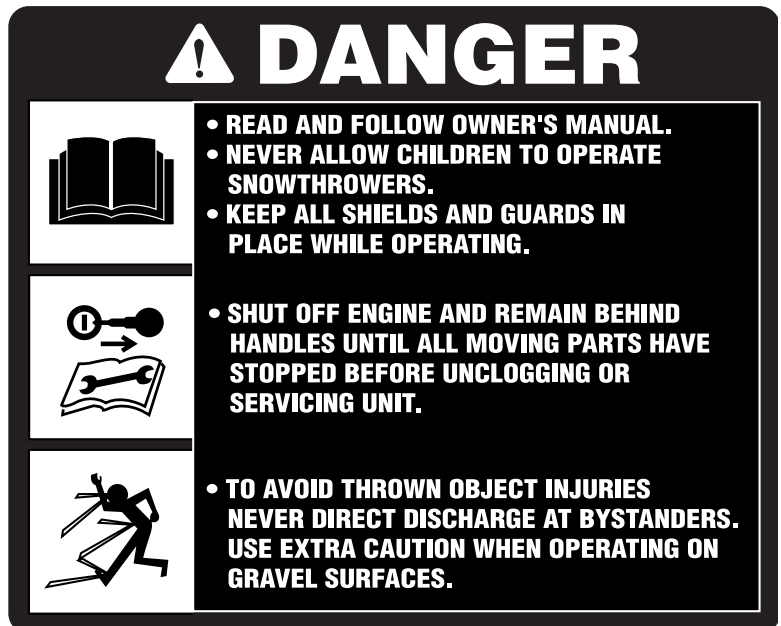 DANGER
• READ AND FOLLOW OWNER'S MANUAL.
• NEVER ALLOW CHILDREN TO OPERATE
SNOWTHROWERS.
• KEEP ALL SHIELDS AND GUARDS IN
PLACE WHILE OPERATING.
• SHUT OFF ENGINE AND REMAIN BEHIND
HANDLES UNTIL ALL MOVING PARTS HAVE
STOPPED BEFORE UNCLOGGING OR
SERVICING UNIT.
• TO AVOID THROWN OBJECT INJURIES
NEVER DIRECT DISCHARGE AT BYSTANDERS.
USE EXTRA CAUTION WHEN OPERATING ON
GRAVEL SURFACES.